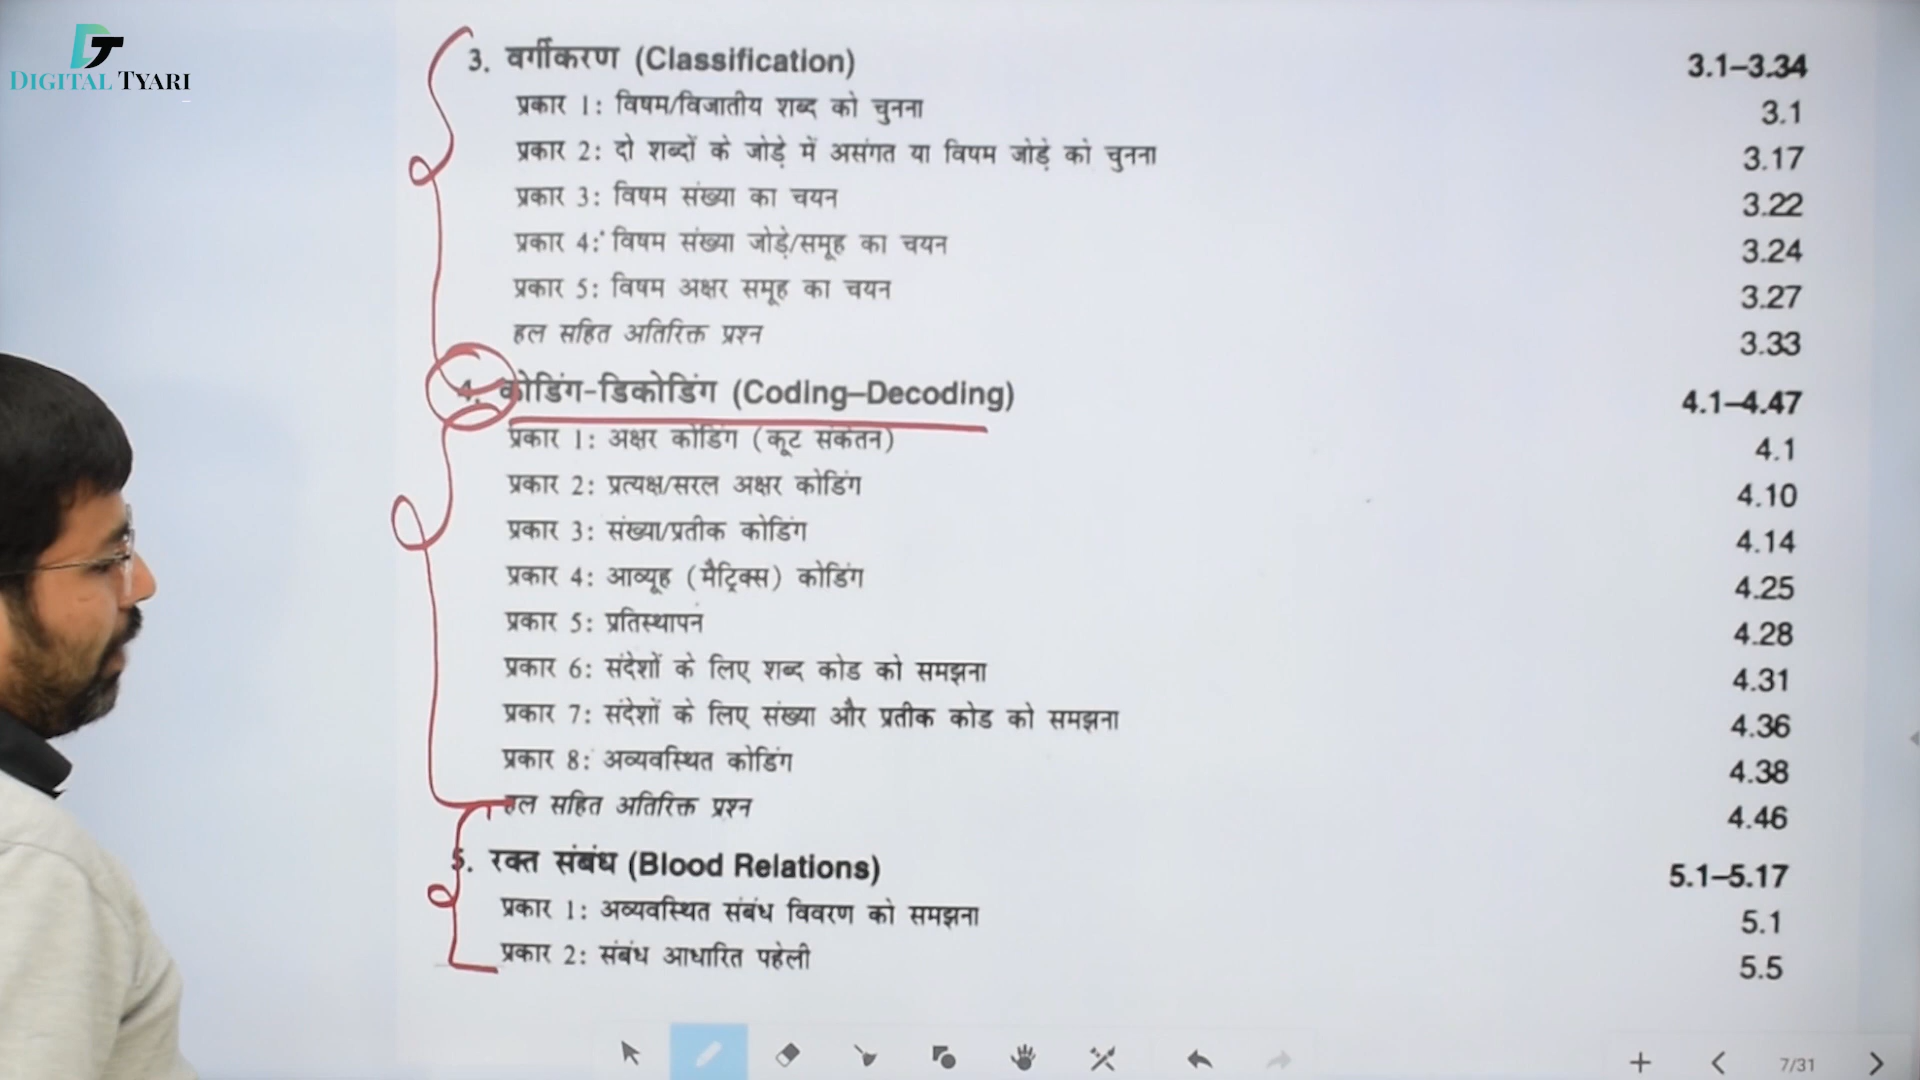 DT
DIGITAL TYARI
3. वर्गीकरण (Classification) 3.1–3.34
प्रकार 1: विषम/विजातीय शब्द को चुनना 3.1
प्रकार 2: दो शब्दों के जोड़े में असंगत या विषम जोड़े को चुनना 3.17
प्रकार 3: विषम संख्या का चयन 3.22
प्रकार 4: विषम संख्या जोड़े/समूह का चयन 3.24
प्रकार 5: विषम अक्षर समूह का चयन 3.27
हल सहित अतिरिक्त प्रश्न 3.33
4. कोडिंग-डिकोडिंग (Coding–Decoding) 4.1–4.47
प्रकार 1: अक्षर कोडिंग (कूट संकेतन) 4.1
प्रकार 2: प्रत्यक्ष/सरल अक्षर कोडिंग 4.10
प्रकार 3: संख्या/प्रतीक कोडिंग 4.14
प्रकार 4: आव्यूह (मैट्रिक्स) कोडिंग 4.25
प्रकार 5: प्रतिस्थापन 4.28
प्रकार 6: संदेशों के लिए शब्द कोड को समझना 4.31
प्रकार 7: संदेशों के लिए संख्या और प्रतीक कोड को समझना 4.36
प्रकार 8: अव्यवस्थित कोडिंग 4.38
हल सहित अतिरिक्त प्रश्न 4.46
5. रक्त संबंध (Blood Relations) 5.1–5.17
प्रकार 1: अव्यवस्थित संबंध विवरण को समझना 5.1
प्रकार 2: संबंध आधारित पहेली 5.5
7/31